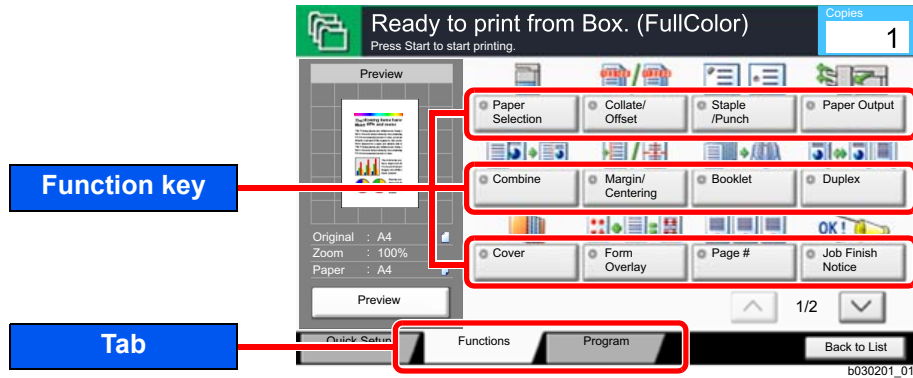 Ready to print from Box. (FullColor)
Press Start to start printing.
Copies
1
Preview
Paper
Selection
Collate/
Offset
Staple
/Punch
Paper Output
Function key
Combine
Margin/
Centering
Booklet
Duplex
OK!
Original : A4
Zoom : 100%
Paper : A4
Cover
Form
Overlay
Page #
Job Finish
Notice
Preview
1/2
Tab
Quick Setup
Functions
Program
Back to List
b030201_01